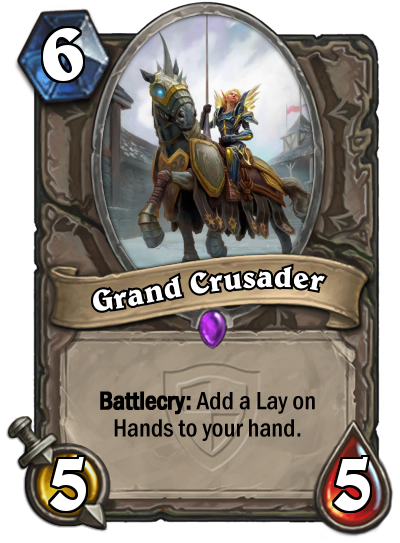 6
Grand Crusader
Battlecry: Add a Lay on
Hands to your hand.
5
5